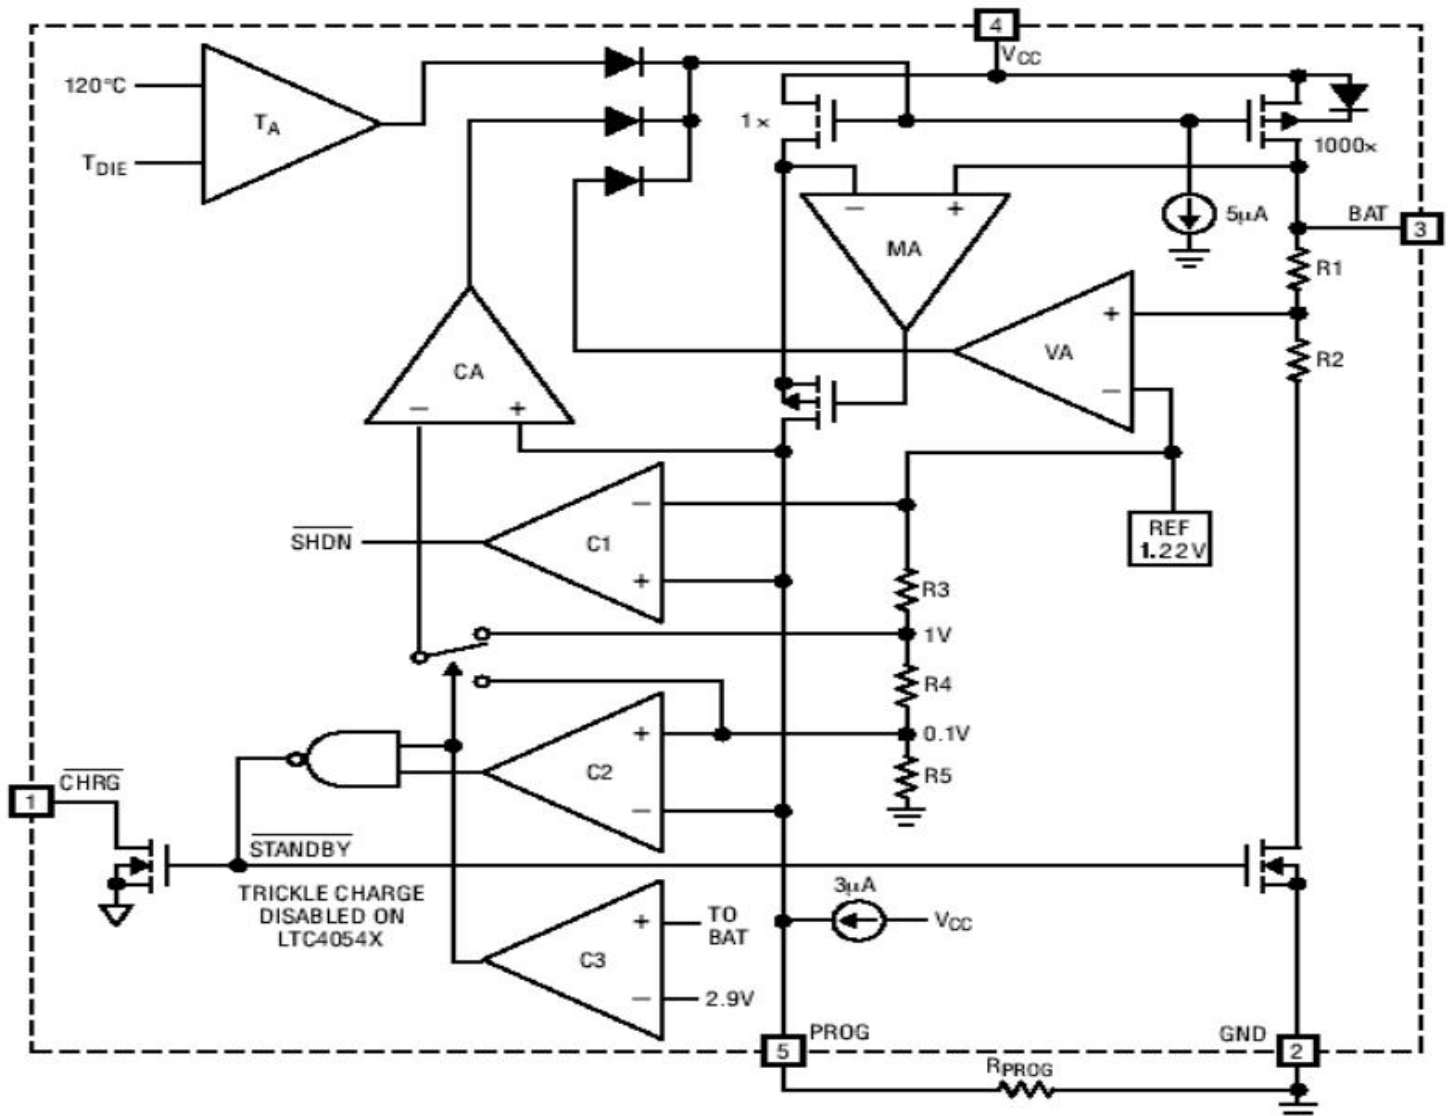 4
VCC
120°C
TA
TDIE
1×
1000×
5μA
BAT
3
− +
MA
R1
+
VA
−
R2
CA
− +
REF
1.22V
SHDN
−
C1
+
R3
1V
R4
+
C2
−
0.1V
R5
CHRG
1
STANDBY
TRICKLE CHARGE
DISABLED ON
LTC4054X
3μA
VCC
+
TO
BAT
C3
−
2.9V
PROG
5
GND
2
RPROG